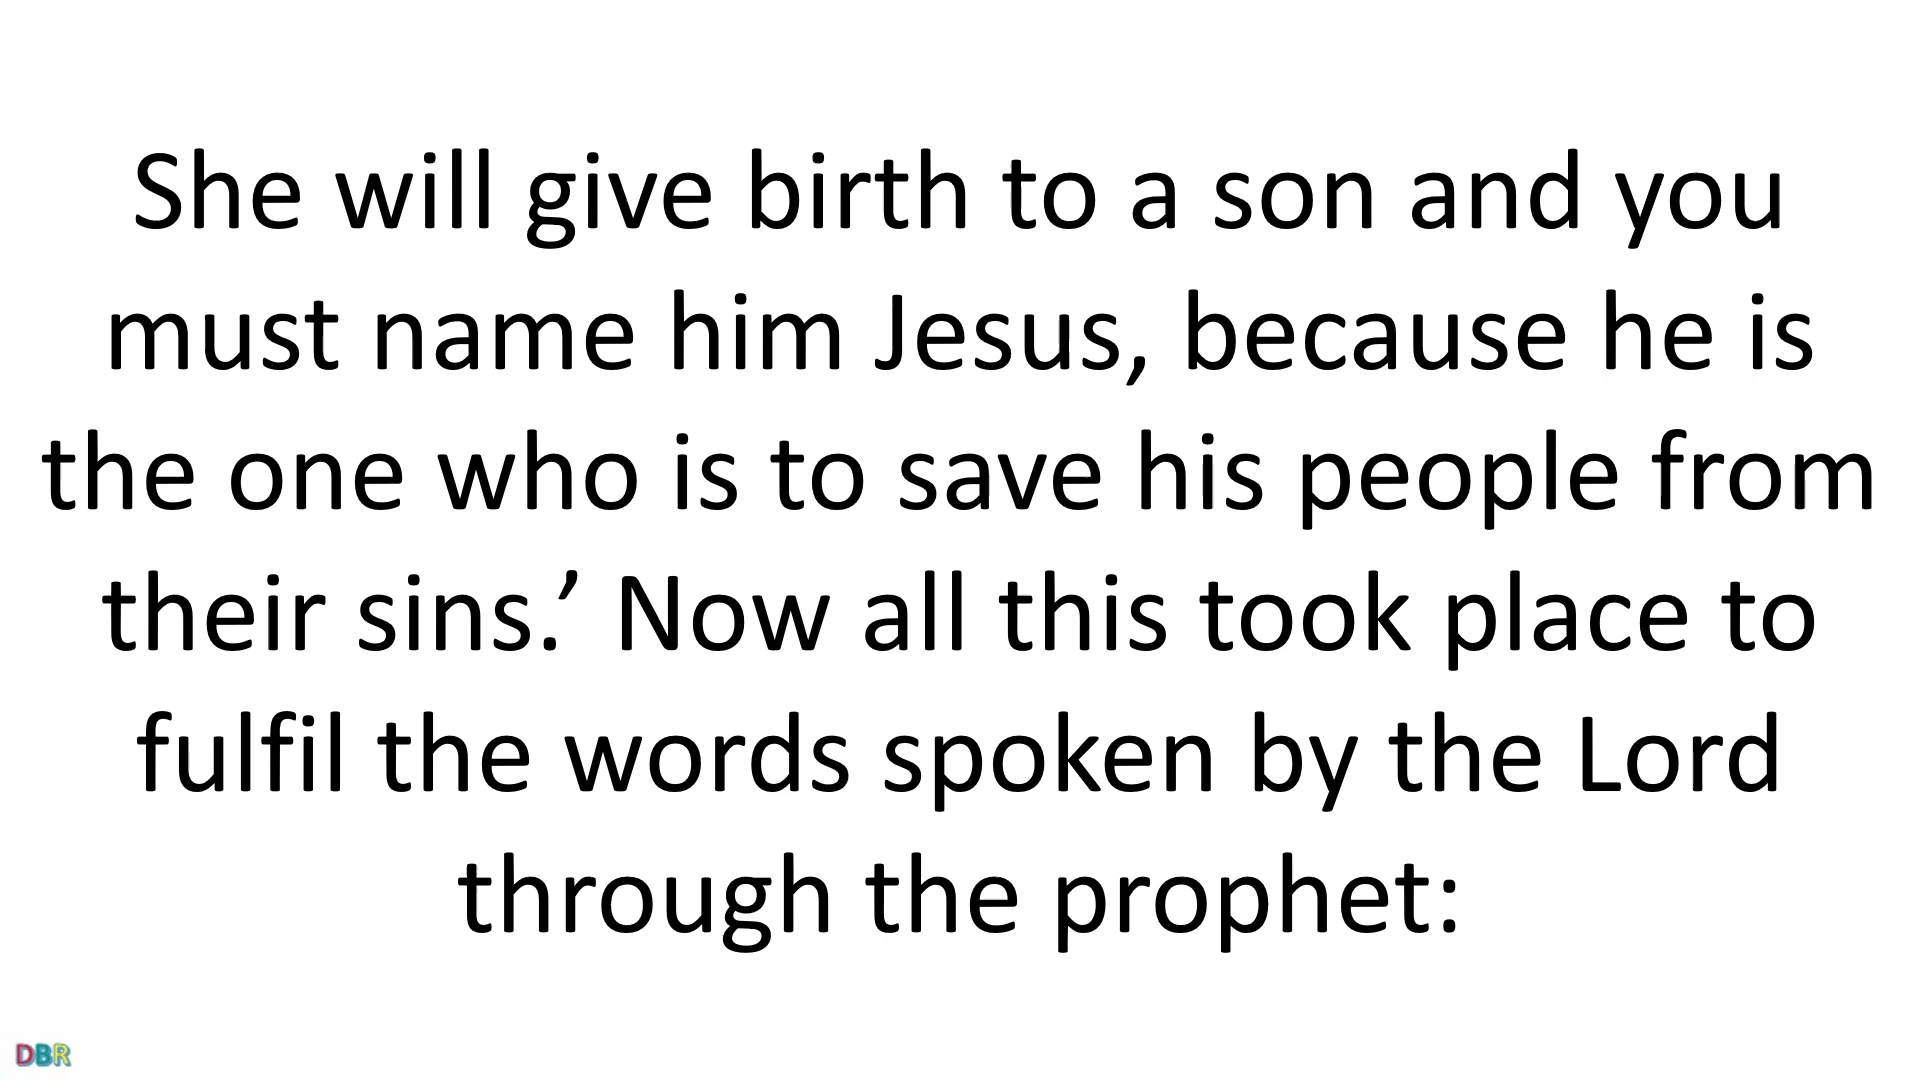 She will give birth to a son and you
must name him Jesus, because he is
the one who is to save his people from
their sins.’ Now all this took place to
fulfil the words spoken by the Lord
through the prophet:
DBR